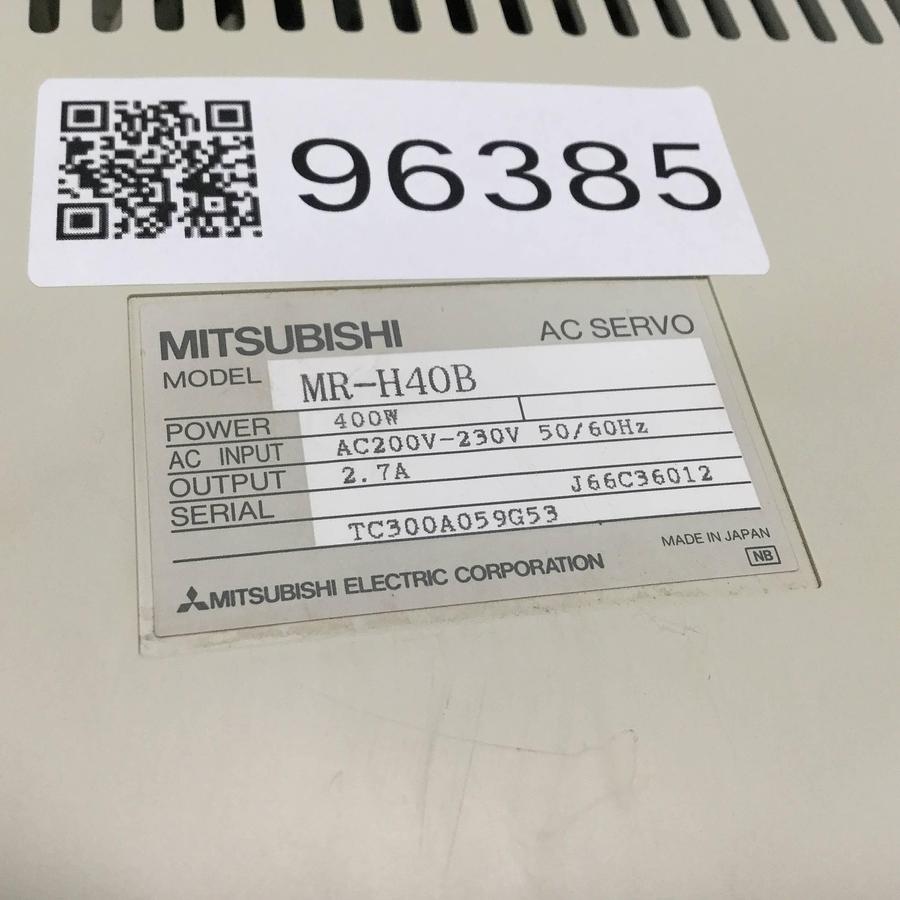 96385
MITSUBISHI AC SERVO
MODEL MR-H40B
POWER 400W
AC INPUT AC200V-230V 50/60Hz
OUTPUT 2.7A
J66C36012
SERIAL TC300A059G53
MITSUBISHI ELECTRIC CORPORATION MADE IN JAPAN
NB